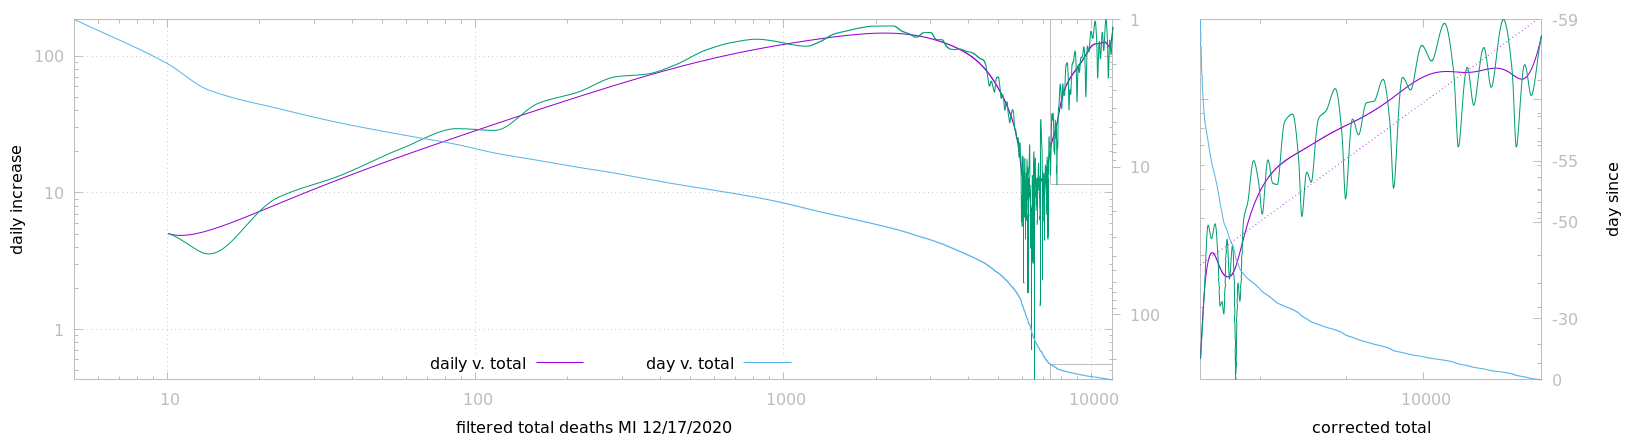 daily increase
100
10
1
1
10
100
daily v. total
day v. total
10
100
1000
10000
filtered total deaths MI 12/17/2020
-59
-55
-50
-30
0
day since
10000
corrected total